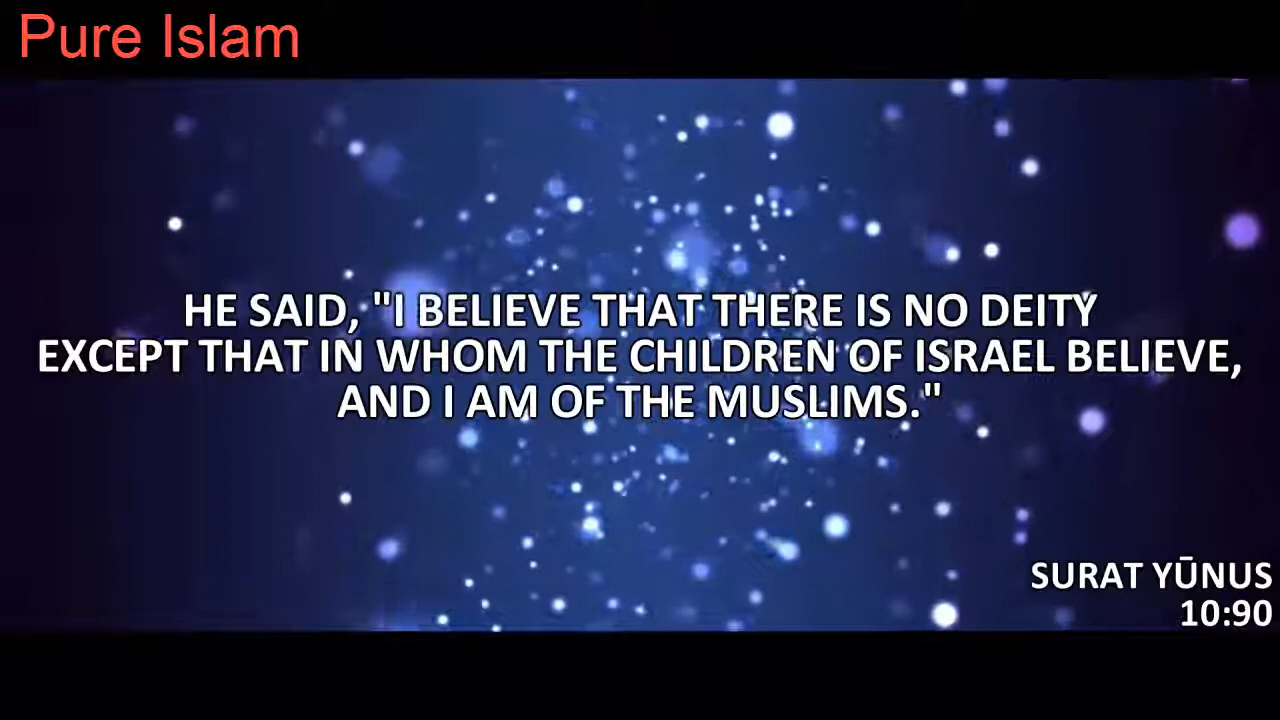 Pure Islam
HE SAID, "I BELIEVE THAT THERE IS NO DEITY
EXCEPT THAT IN WHOM THE CHILDREN OF ISRAEL BELIEVE,
AND I AM OF THE MUSLIMS."
SURAT YŪNUS
10:90